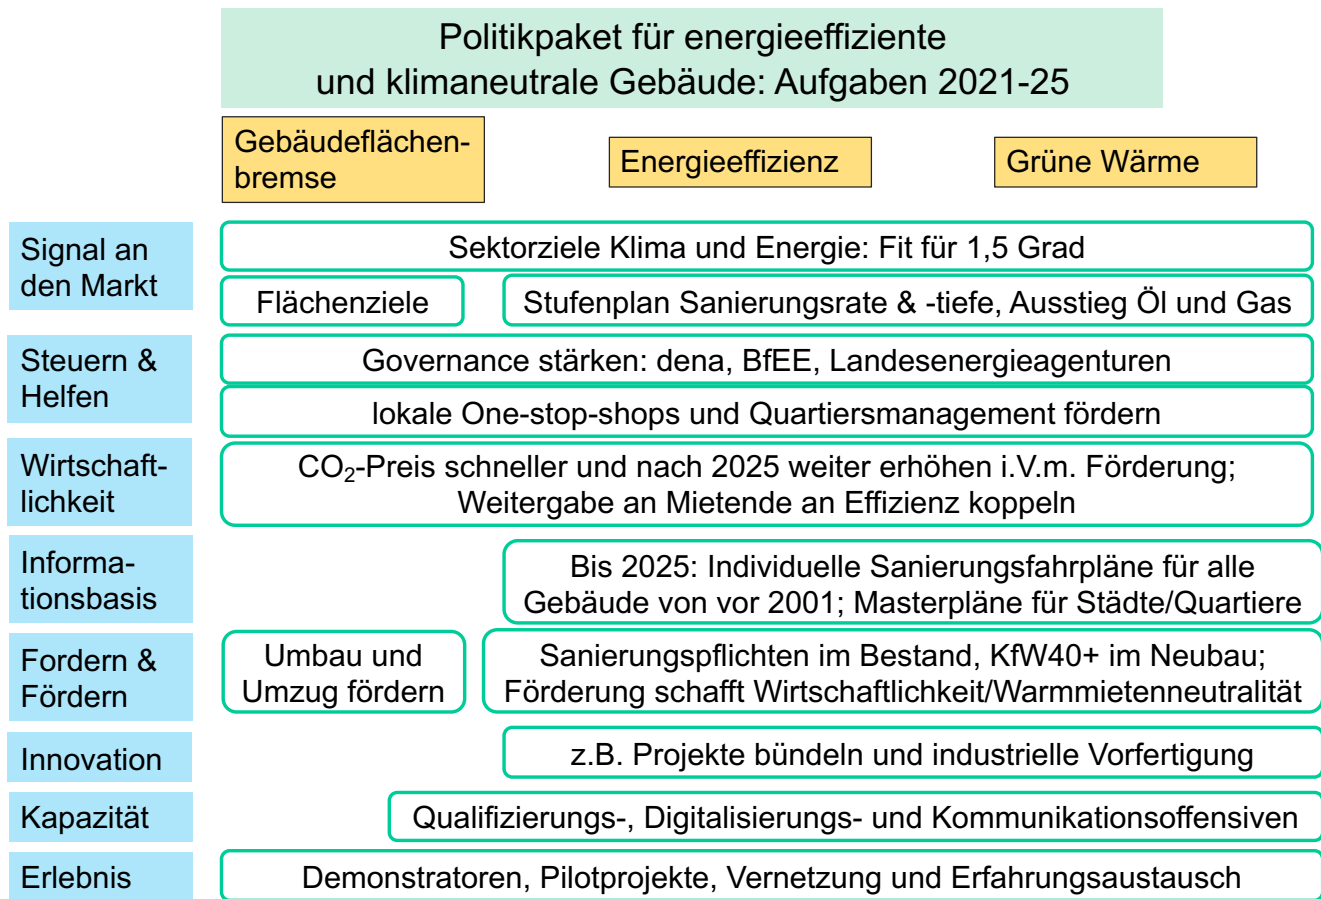 Politikpaket für energieeffiziente
und klimaneutrale Gebäude: Aufgaben 2021-25
Gebäudeflächen-
bremse
Energieeffizienz
Grüne Wärme
Signal an
den Markt
Sektorziele Klima und Energie: Fit für 1,5 Grad
Flächenziele
Stufenplan Sanierungsrate & -tiefe, Ausstieg Öl und Gas
Steuern &
Helfen
Governance stärken: dena, BfEE, Landesenergieagenturen
lokale One-stop-shops und Quartiersmanagement fördern
Wirtschaft-
lichkeit
CO₂-Preis schneller und nach 2025 weiter erhöhen i.V.m. Förderung;
Weitergabe an Mietende an Effizienz koppeln
Informa-
tionsbasis
Bis 2025: Individuelle Sanierungsfahrpläne für alle
Gebäude von vor 2001; Masterpläne für Städte/Quartiere
Fordern &
Fördern
Umbau und
Umzug fördern
Sanierungspflichten im Bestand, KfW40+ im Neubau;
Förderung schafft Wirtschaftlichkeit/Warmmietenneutralität
Innovation
z.B. Projekte bündeln und industrielle Vorfertigung
Kapazität
Qualifizierungs-, Digitalisierungs- und Kommunikationsoffensiven
Erlebnis
Demonstratoren, Pilotprojekte, Vernetzung und Erfahrungsaustausch